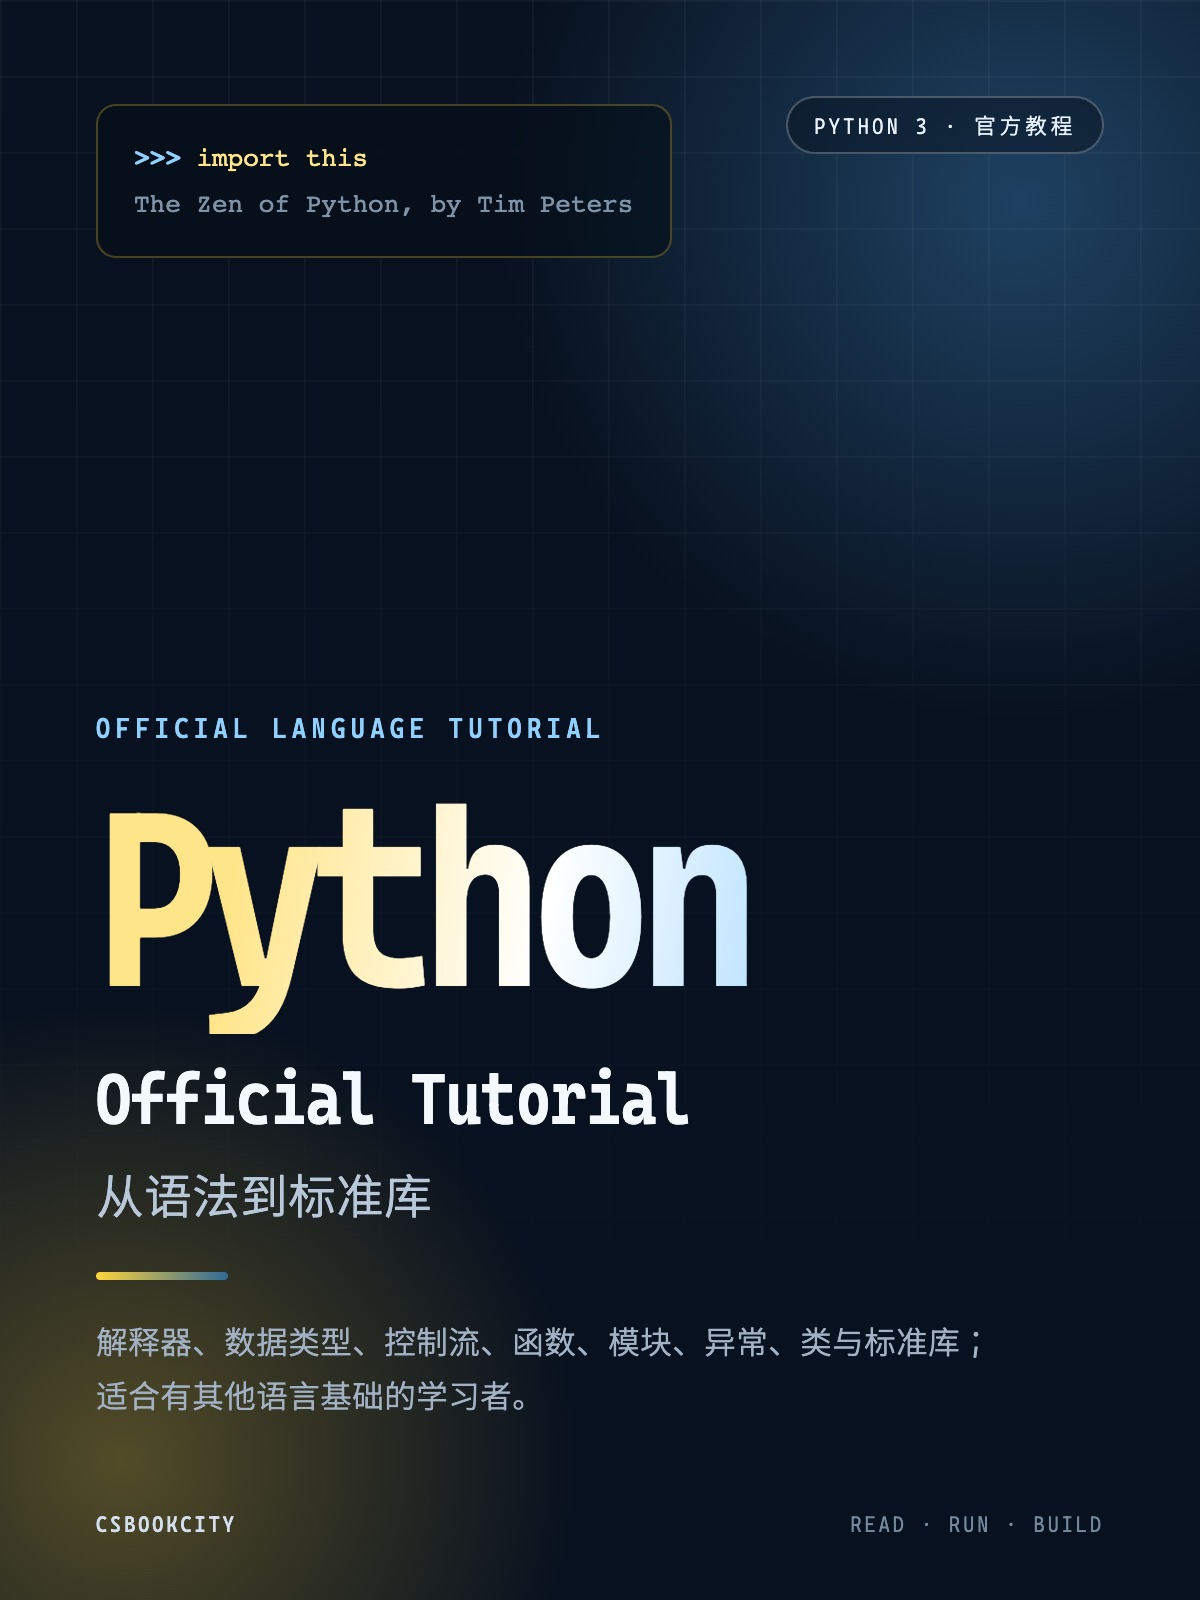 >>> import this
The Zen of Python, by Tim Peters
PYTHON 3 · 官方教程
OFFICIAL LANGUAGE TUTORIAL
Python
Official Tutorial
从语法到标准库
解释器、数据类型、控制流、函数、模块、异常、类与标准库；
适合有其他语言基础的学习者。
CSBOOKCITY
READ · RUN · BUILD